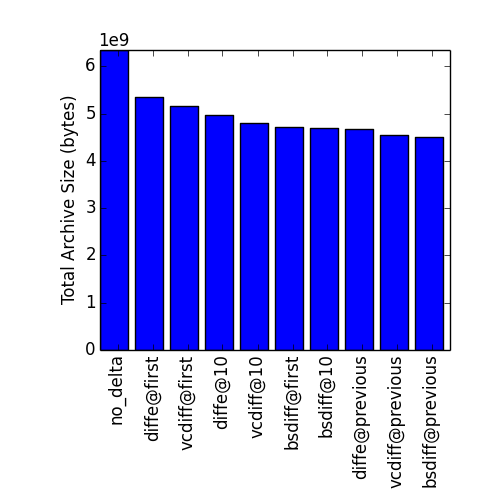 1e9
6
5
4
3
2
1
0
Total Archive Size (bytes)
no_delta
diffe@first
vcdiff@first
diffe@10
vcdiff@10
bsdiff@first
bsdiff@10
diffe@previous
vcdiff@previous
bsdiff@previous